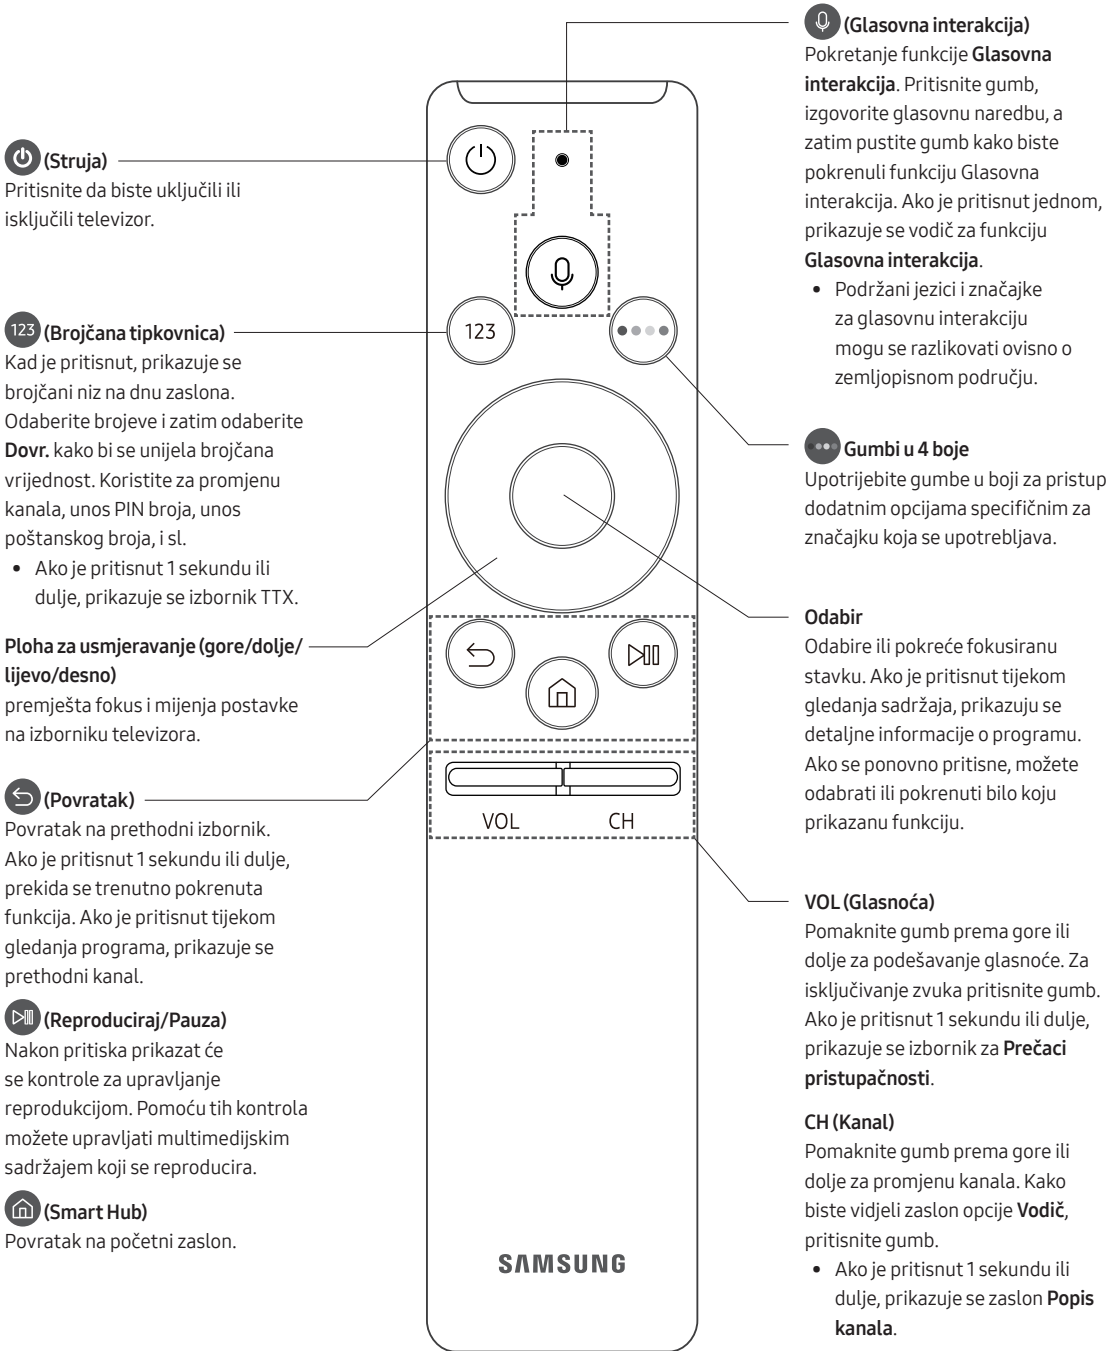 (Struja)
Pritisnite da biste uključili ili
isključili televizor.
123 (Brojčana tipkovnica)
Kad je pritisnut, prikazuje se
brojčani niz na dnu zaslona.
Odaberite brojeve i zatim odaberite
Dovr. kako bi se unijela brojčana
vrijednost. Koristite za promjenu
kanala, unos PIN broja, unos
poštanskog broja, i sl.
• Ako je pritisnut 1 sekundu ili
dulje, prikazuje se izbornik TTX.
Ploha za usmjeravanje (gore/dolje/
lijevo/desno)
premješta fokus i mijenja postavke
na izborniku televizora.
(Povratak)
Povratak na prethodni izbornik.
Ako je pritisnut 1 sekundu ili dulje,
prekida se trenutno pokrenuta
funkcija. Ako je pritisnut tijekom
gledanja programa, prikazuje se
prethodni kanal.
(Reproduciraj/Pauza)
Nakon pritiska prikazat će
se kontrole za upravljanje
reprodukcijom. Pomoću tih kontrola
možete upravljati multimedijskim
sadržajem koji se reproducira.
(Smart Hub)
Povratak na početni zaslon.
123
VOL CH
SAMSUNG
(Glasovna interakcija)
Pokretanje funkcije Glasovna
interakcija. Pritisnite gumb,
izgovorite glasovnu naredbu, a
zatim pustite gumb kako biste
pokrenuli funkciju Glasovna
interakcija. Ako je pritisnut jednom,
prikazuje se vodič za funkciju
Glasovna interakcija.
• Podržani jezici i značajke
za glasovnu interakciju
mogu se razlikovati ovisno o
zemljopisnom području.
Gumbi u 4 boje
Upotrijebite gumbe u boji za pristup
dodatnim opcijama specifičnim za
značajku koja se upotrebljava.
Odabir
Odabire ili pokreće fokusiranu
stavku. Ako je pritisnut tijekom
gledanja sadržaja, prikazuju se
detaljne informacije o programu.
Ako se ponovno pritisne, možete
odabrati ili pokrenuti bilo koju
prikazanu funkciju.
VOL (Glasnoća)
Pomaknite gumb prema gore ili
dolje za podešavanje glasnoće. Za
isključivanje zvuka pritisnite gumb.
Ako je pritisnut 1 sekundu ili dulje,
prikazuje se izbornik za Prečaci
pristupačnosti.
CH (Kanal)
Pomaknite gumb prema gore ili
dolje za promjenu kanala. Kako
biste vidjeli zaslon opcije Vodič,
pritisnite gumb.
• Ako je pritisnut 1 sekundu ili
dulje, prikazuje se zaslon Popis
kanala.